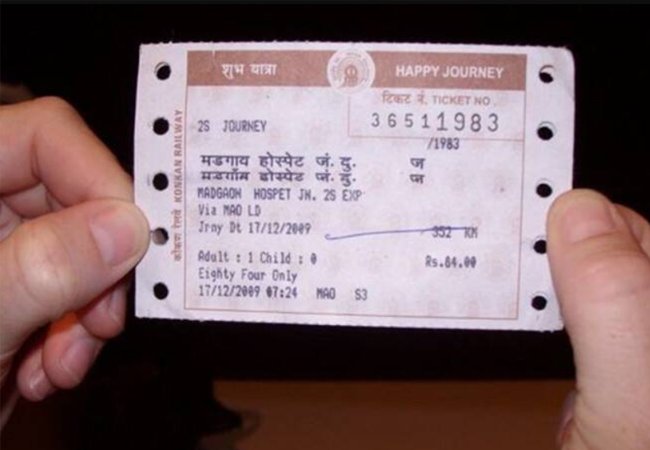 शुभ यात्रा HAPPY JOURNEY
टिकट नं. TICKET NO.
36511983
2S JOURNEY
/1983
मडगाव होस्पेट जं. दु. ज
मडगाँव होस्पेट जं. दु. ज
MADGAON HOSPET JN. 2S EXP
Via MAO LD
Jrny Dt 17/12/2009 352 KM
Adult : 1 Child : 0 Rs.84.00
Eighty Four Only
17/12/2009 07:24 MAO S3
कोंकण रेलवे KONKAN RAILWAY